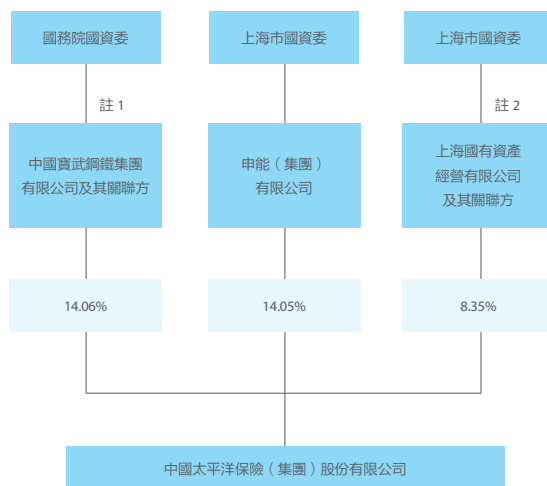 國務院國資委
上海市國資委
上海市國資委
註 1
註 2
中國寶武鋼鐵集團
有限公司及其關聯方
申能（集團）
有限公司
上海國有資產
經營有限公司
及其關聯方
14.06%
14.05%
8.35%
中國太平洋保險（集團）股份有限公司